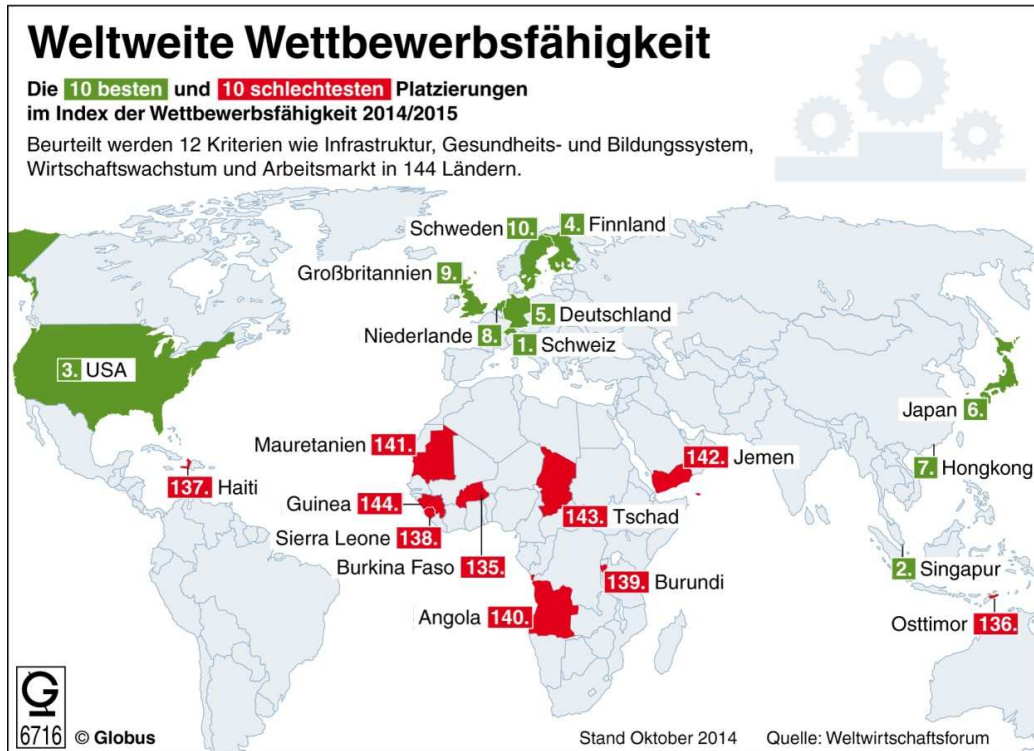 Weltweite Wettbewerbsfähigkeit
Die 10 besten und 10 schlechtesten Platzierungen
im Index der Wettbewerbsfähigkeit 2014/2015
Beurteilt werden 12 Kriterien wie Infrastruktur, Gesundheits- und Bildungssystem,
Wirtschaftswachstum und Arbeitsmarkt in 144 Ländern.
Schweden 10.
4. Finnland
Großbritannien 9.
5. Deutschland
Niederlande 8.
1. Schweiz
3. USA
Japan 6.
7. Hongkong
Mauretanien 141.
142. Jemen
137. Haiti
Guinea 144.
143. Tschad
Sierra Leone 138.
Burkina Faso 135.
2. Singapur
139. Burundi
Angola 140.
Osttimor 136.
G
6716
© Globus
Stand Oktober 2014
Quelle: Weltwirtschaftsforum